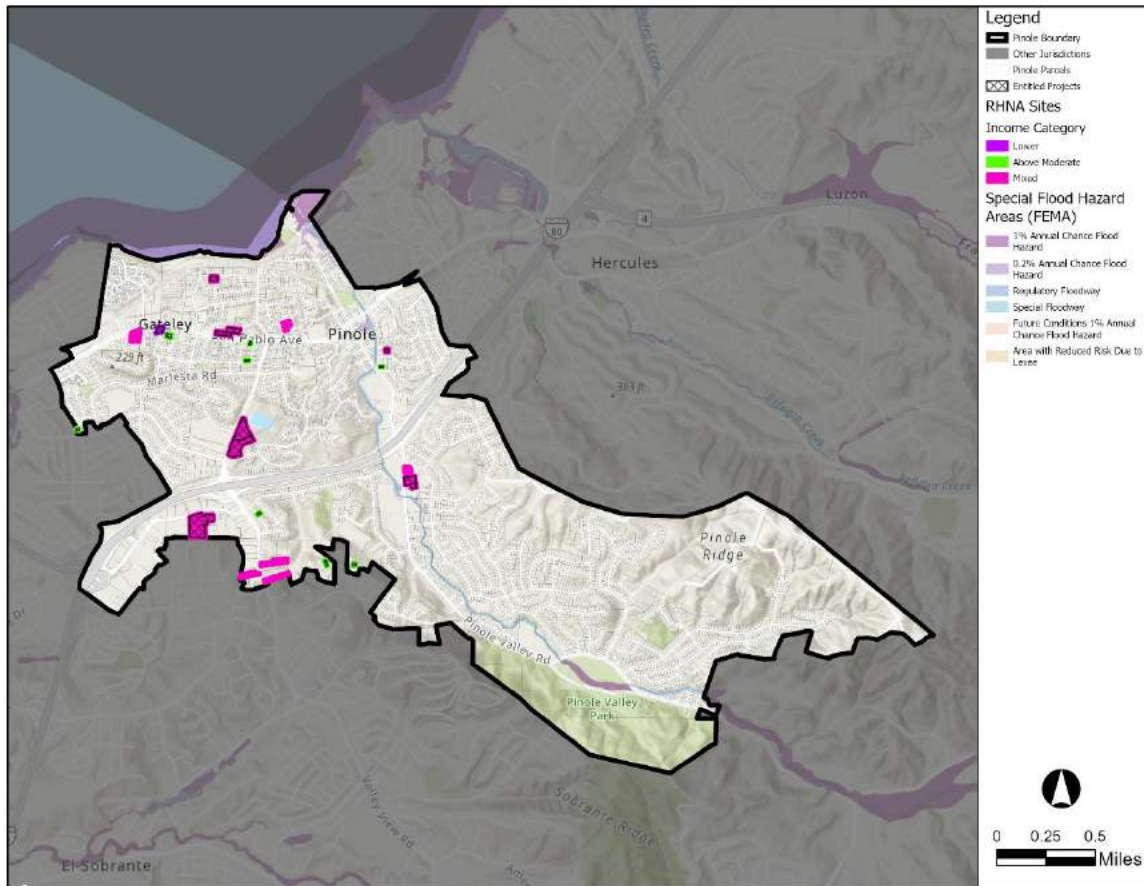 Legend
Pinole Boundary
Other Jurisdictions
Pinole Parcels
Entitled Projects
RHNA Sites
Income Category
Lower
Above Moderate
Mixed
Special Flood Hazard
Areas (FEMA)
1% Annual Chance Flood
Hazard
0.2% Annual Chance Flood
Hazard
Regulatory Floodway
Special Floodway
Future Conditions 1% Annual
Chance Flood Hazard
Area with Reduced Risk Due to
Levee
Luzon
4
80
Hercules
Gateley
Pinole
San Pablo Ave
229 ft
Marlesta Rd
383 ft
Refugio Creek
Pinole
Ridge
Pinole Valley Rd
Pinole Valley
Park
Valley View Rd
Sobrante Ridge
El Sobrante
0 0.25 0.5
Miles